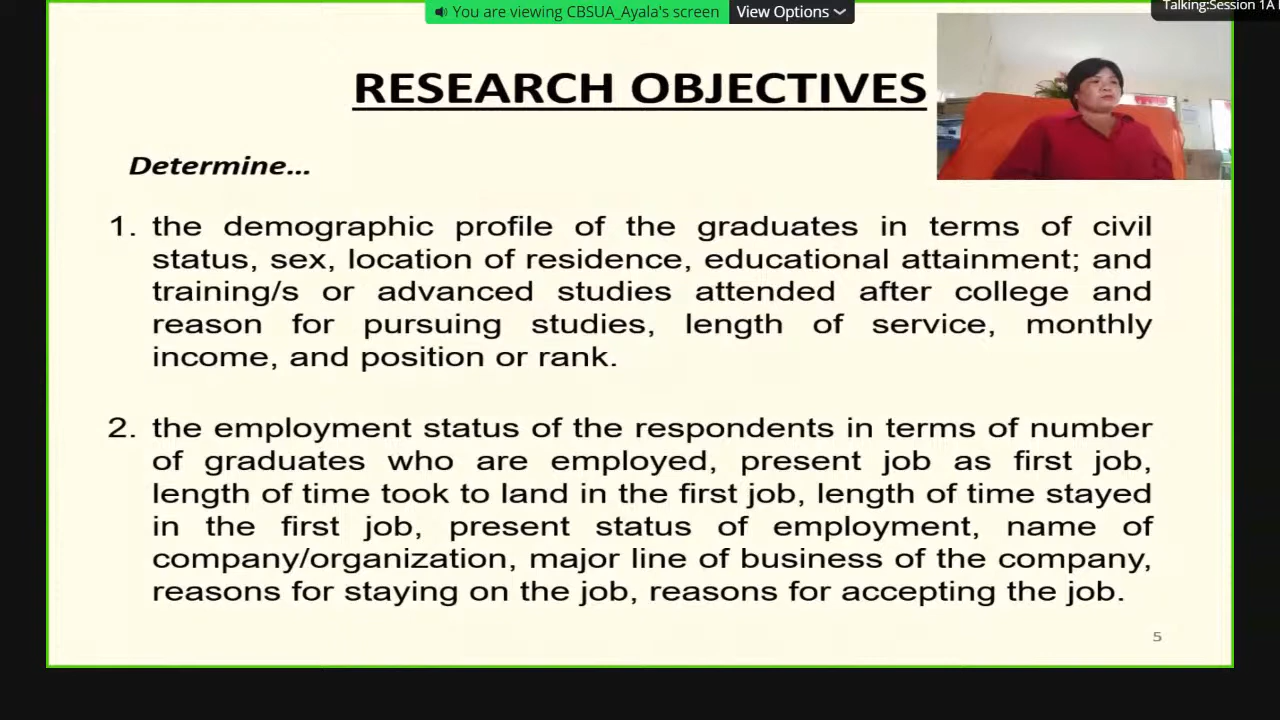 You are viewing CBSUA_Ayala's screen
View Options
Talking:Session 1A
RESEARCH OBJECTIVES
Determine...
1. the demographic profile of the graduates in terms of civil
status, sex, location of residence, educational attainment; and
training/s or advanced studies attended after college and
reason for pursuing studies, length of service, monthly
income, and position or rank.
2. the employment status of the respondents in terms of number
of graduates who are employed, present job as first job,
length of time took to land in the first job, length of time stayed
in the first job, present status of employment, name of
company/organization, major line of business of the company,
reasons for staying on the job, reasons for accepting the job.
5